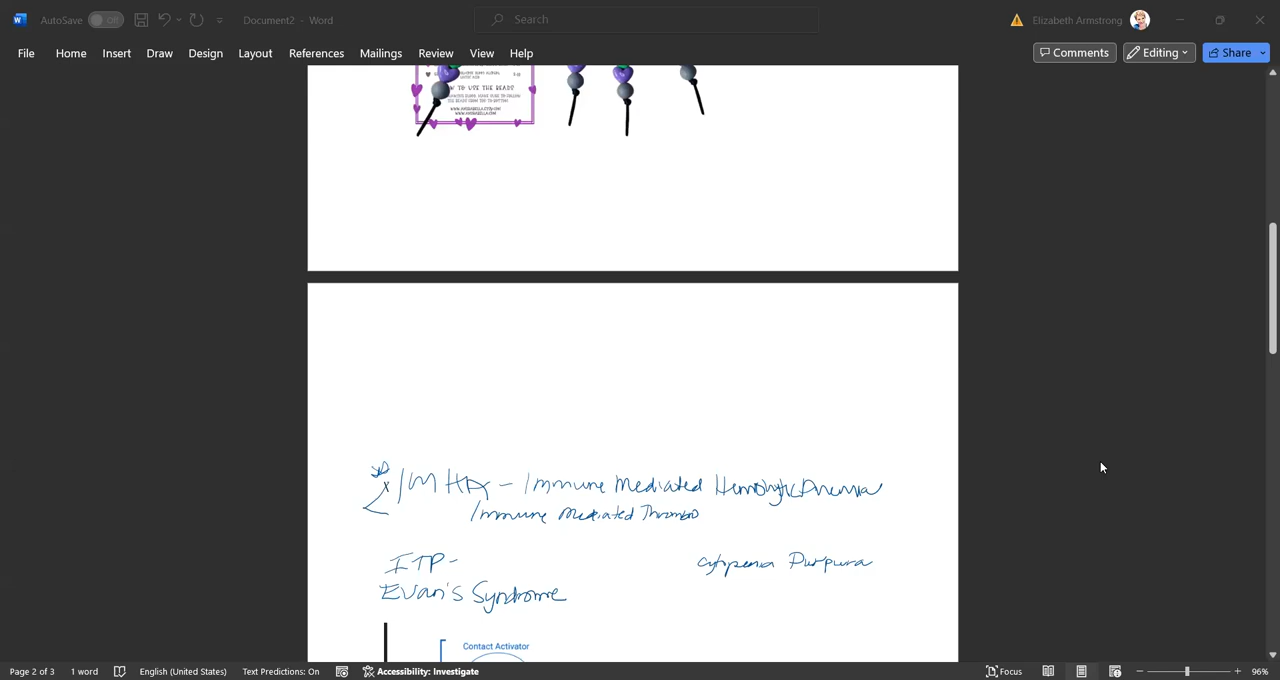 AutoSave Off Document2 - Word Search Elizabeth Armstrong
File Home Insert Draw Design Layout References Mailings Review View Help Comments Editing Share
HOW TO USE THE BEADS
IMHA - Immune Mediated Hemolytic Anemia
Immune Mediated Thrombo
ITP - cytopenia Purpura
Evan's Syndrome
Contact Activator
Page 2 of 3 1 word English (United States) Text Predictions: On Accessibility: Investigate Focus 96%